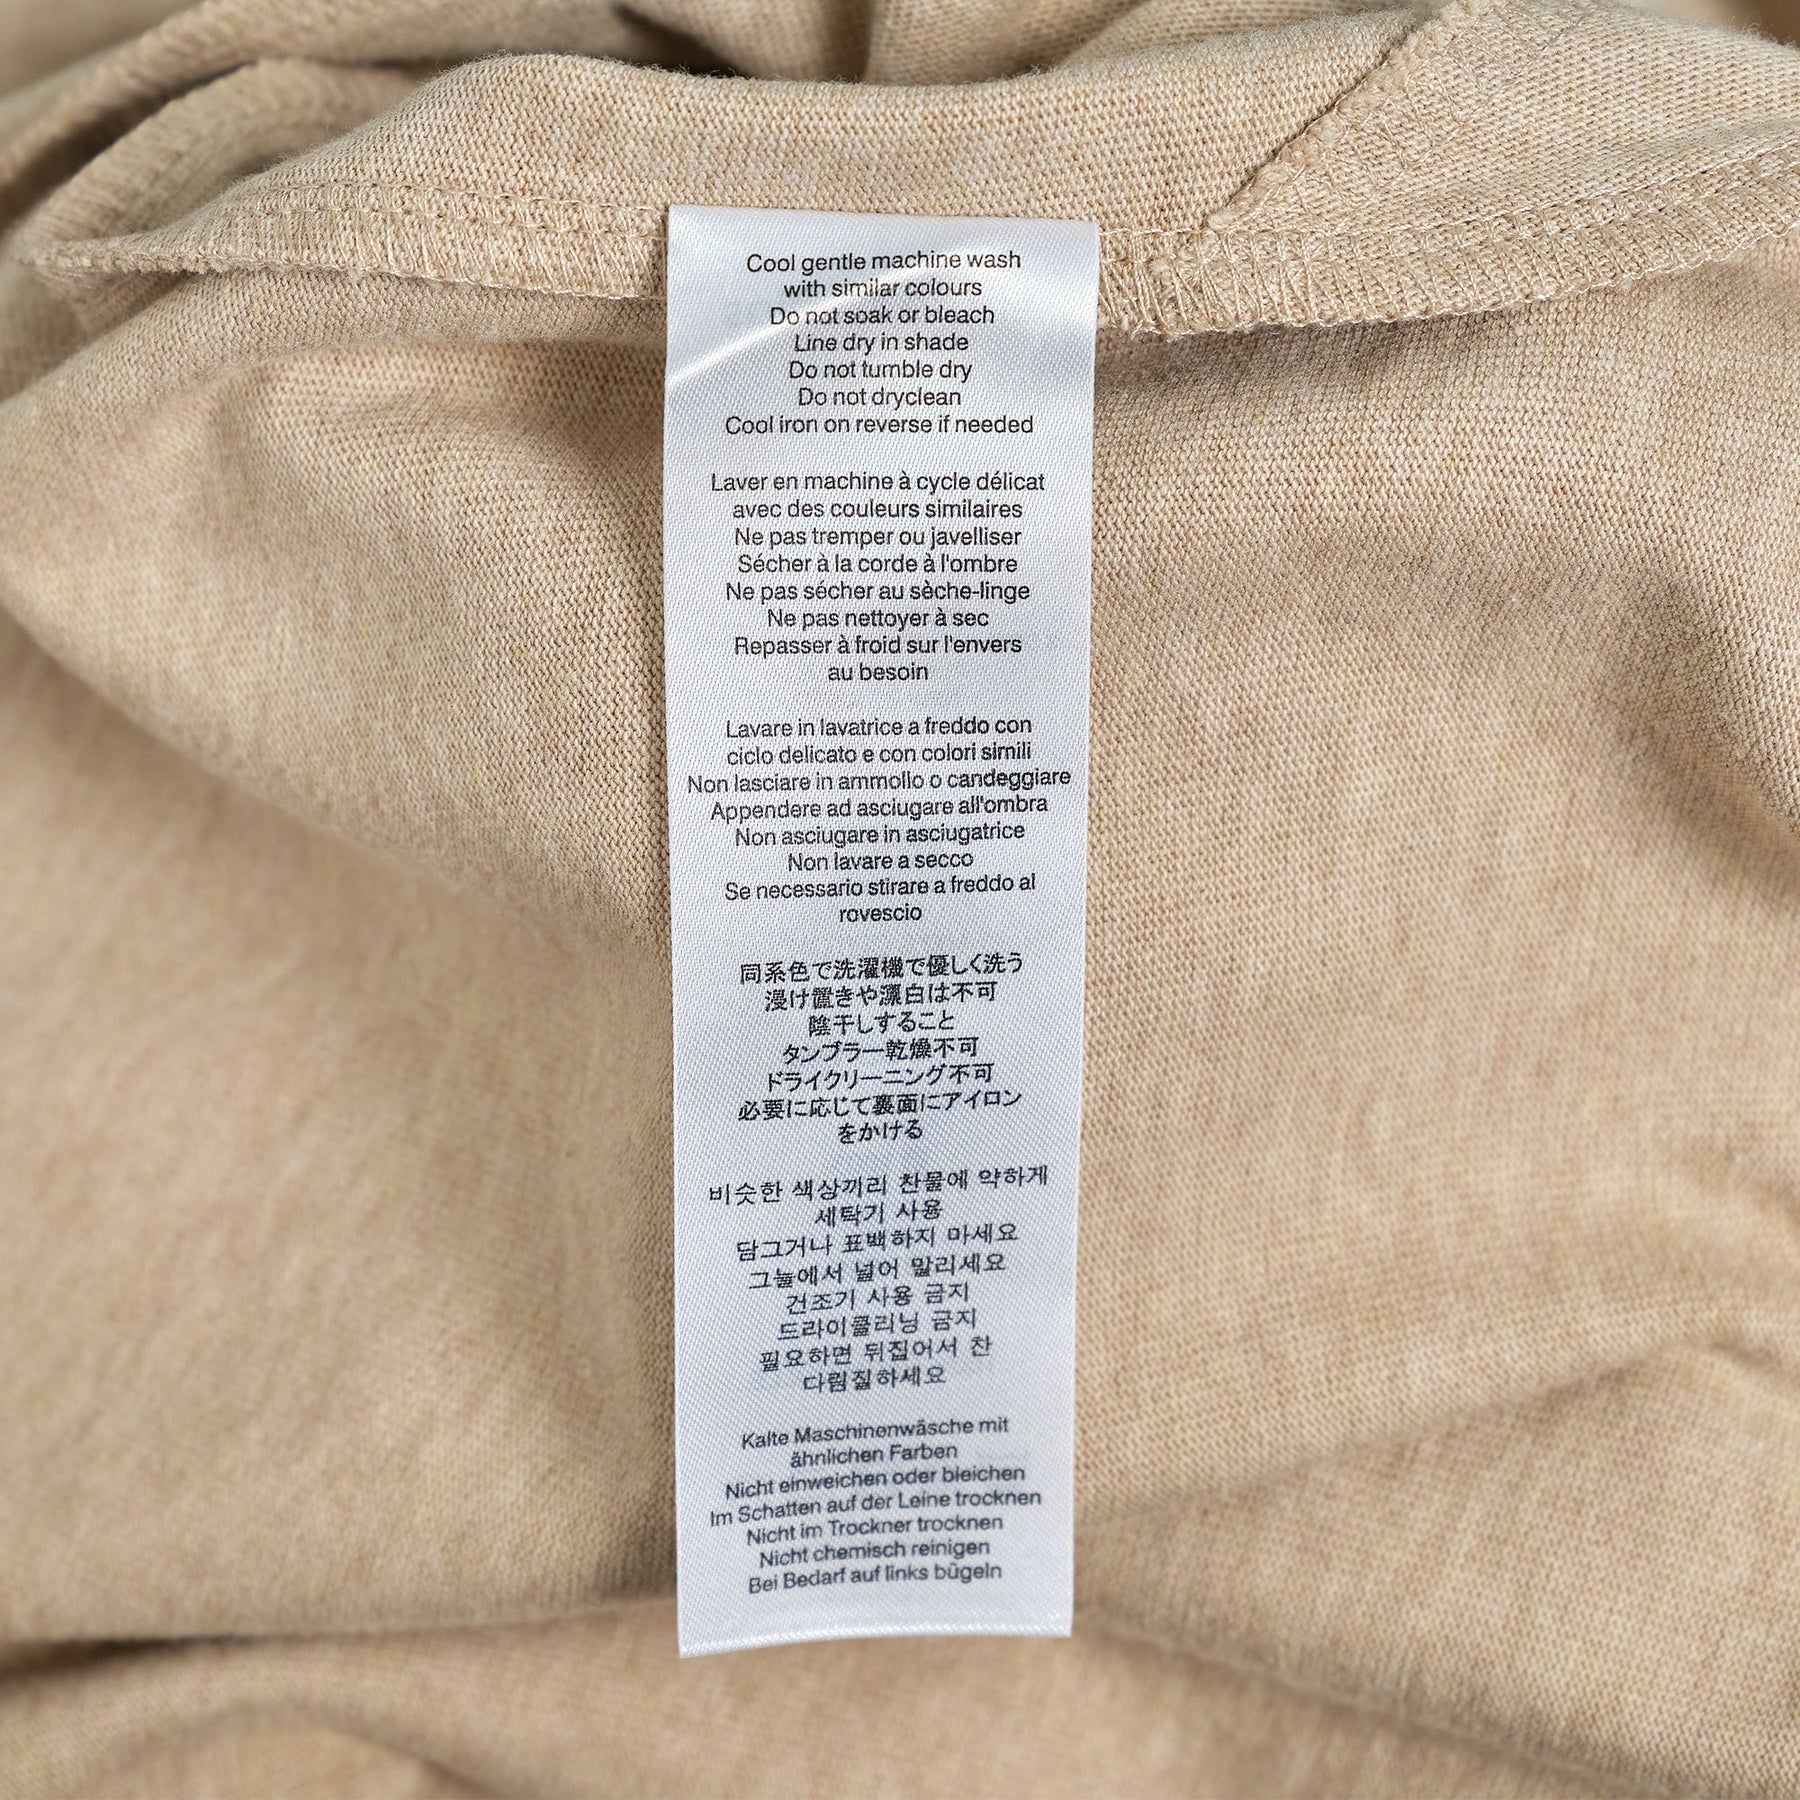 Cool gentle machine wash
with similar colours
Do not soak or bleach
Line dry in shade
Do not tumble dry
Do not dryclean
Cool iron on reverse if needed
Laver en machine à cycle délicat
avec des couleurs similaires
Ne pas tremper ou javelliser
Sécher à la corde à l'ombre
Ne pas sécher au sèche-linge
Ne pas nettoyer à sec
Repasser à froid sur l'envers
au besoin
Lavare in lavatrice a freddo con
ciclo delicato e con colori simili
Non lasciare in ammollo o candeggiare
Appendere ad asciugare all'ombra
Non asciugare in asciugatrice
Non lavare a secco
Se necessario stirare a freddo al
rovescio
同系色で洗濯機で優しく洗う
浸け置きや漂白は不可
陰干しすること
タンブラー乾燥不可
ドライクリーニング不可
必要に応じて裏面にアイロン
をかける
비슷한 색상끼리 찬물에 약하게
세탁기 사용
담그거나 표백하지 마세요
그늘에서 널어 말리세요
건조기 사용 금지
드라이클리닝 금지
필요하면 뒤집어서 찬
다림질하세요
Kalte Maschinenwäsche mit
ähnlichen Farben
Nicht einweichen oder bleichen
Im Schatten auf der Leine trocknen
Nicht im Trockner trocknen
Nicht chemisch reinigen
Bei Bedarf auf links bügeln